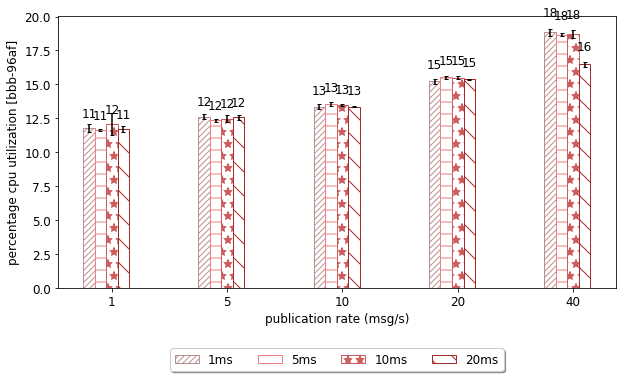 percentage cpu utilization [bbb-96af]
20.0
17.5
15.0
12.5
10.0
7.5
5.0
2.5
0.0
11 11 12 11
12 12 12 12
13 13 13 13
15 15 15 15
18 18 18 16
1 5 10 20 40
publication rate (msg/s)
1ms 5ms 10ms 20ms